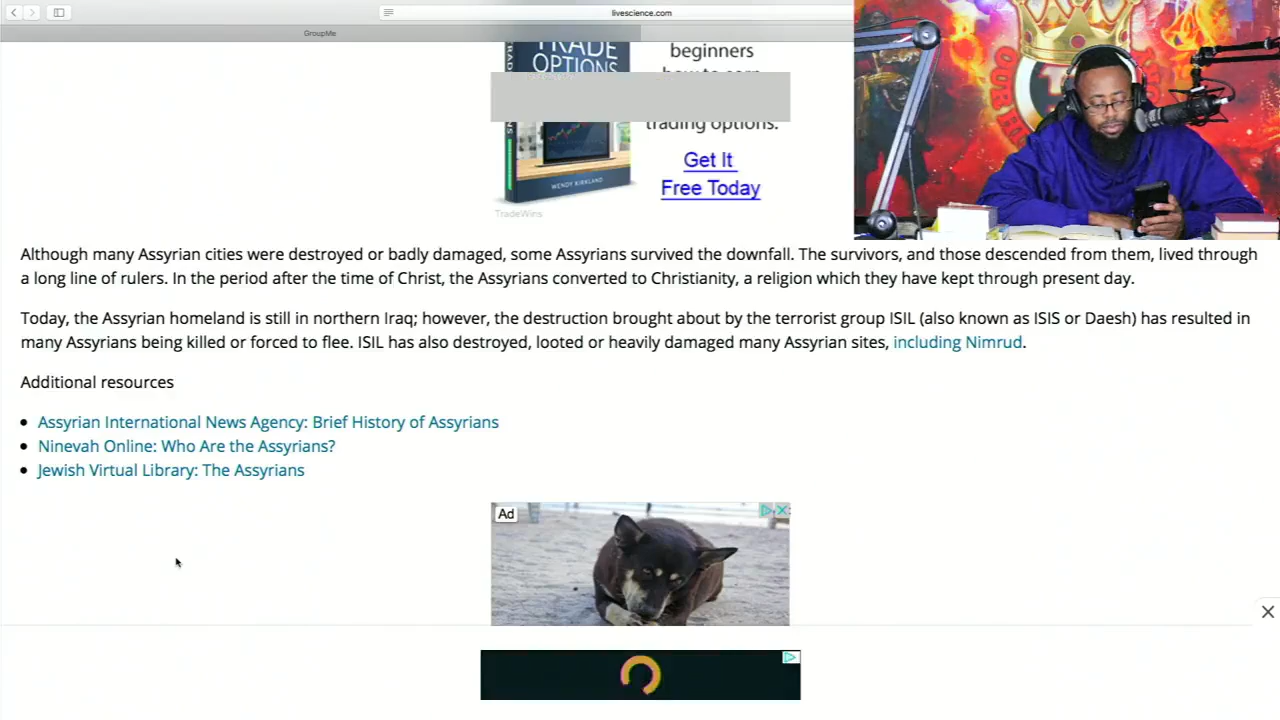 livescience.com
GroupMe
TRADE
OPTIONS
beginners
trading options.
Get It
Free Today
WENDY KIRKLAND
TradeWins
Although many Assyrian cities were destroyed or badly damaged, some Assyrians survived the downfall. The survivors, and those descended from them, lived through
a long line of rulers. In the period after the time of Christ, the Assyrians converted to Christianity, a religion which they have kept through present day.
Today, the Assyrian homeland is still in northern Iraq; however, the destruction brought about by the terrorist group ISIL (also known as ISIS or Daesh) has resulted in
many Assyrians being killed or forced to flee. ISIL has also destroyed, looted or heavily damaged many Assyrian sites, including Nimrud.
Additional resources
Assyrian International News Agency: Brief History of Assyrians
Ninevah Online: Who Are the Assyrians?
Jewish Virtual Library: The Assyrians
Ad